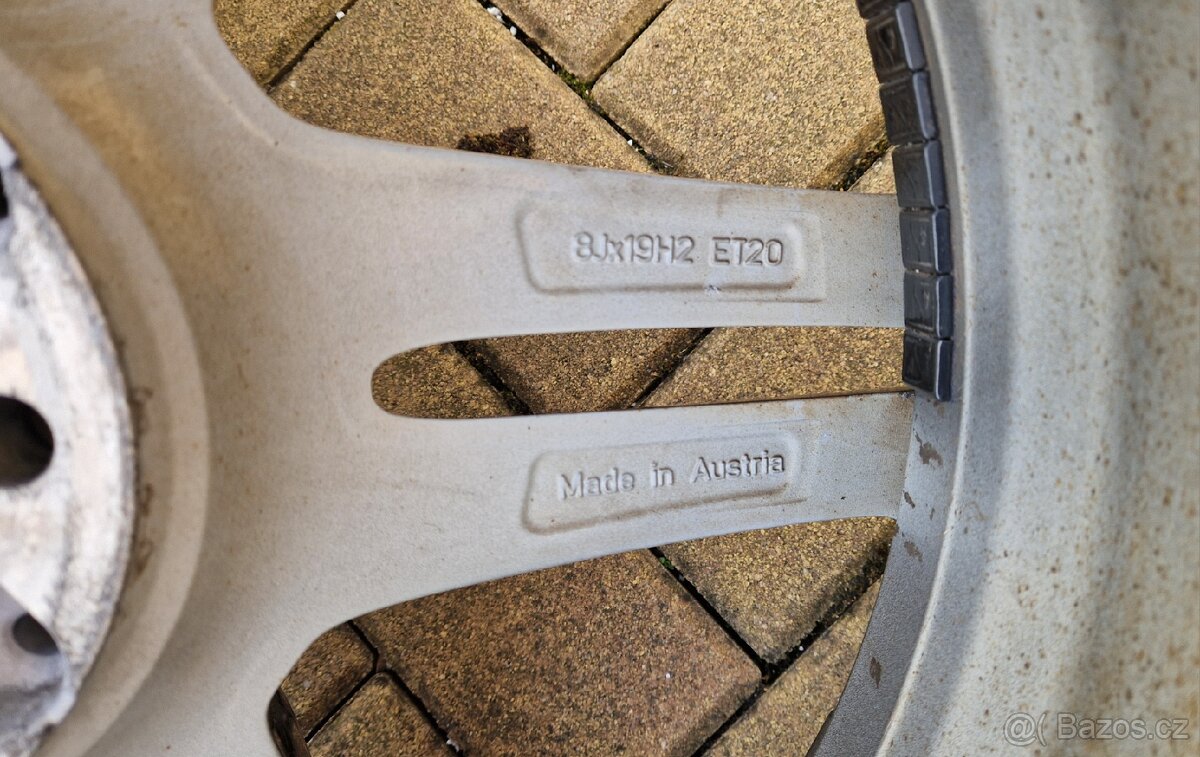 8Jx19H2 ET20
Made in Austria
@( Bazos.cz